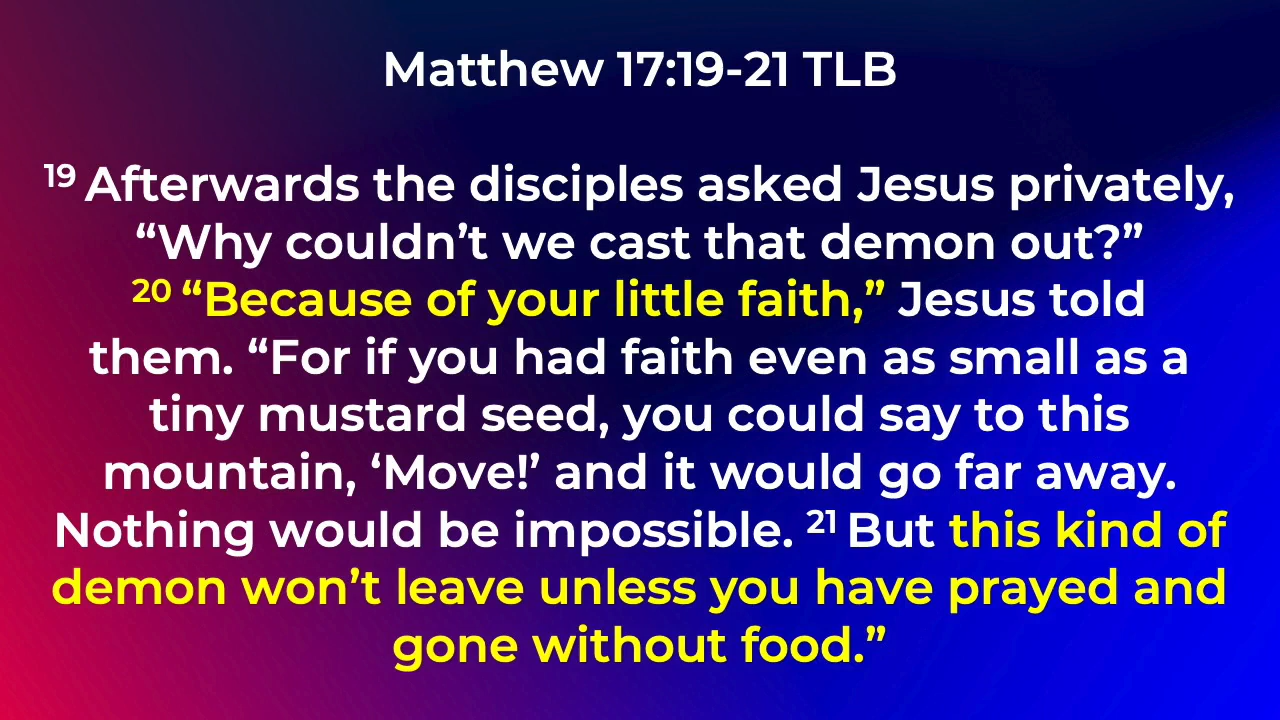 Matthew 17:19-21 TLB
19 Afterwards the disciples asked Jesus privately,
“Why couldn’t we cast that demon out?”
20 “Because of your little faith,” Jesus told
them. “For if you had faith even as small as a
tiny mustard seed, you could say to this
mountain, ‘Move!’ and it would go far away.
Nothing would be impossible. 21 But this kind of
demon won’t leave unless you have prayed and
gone without food.”